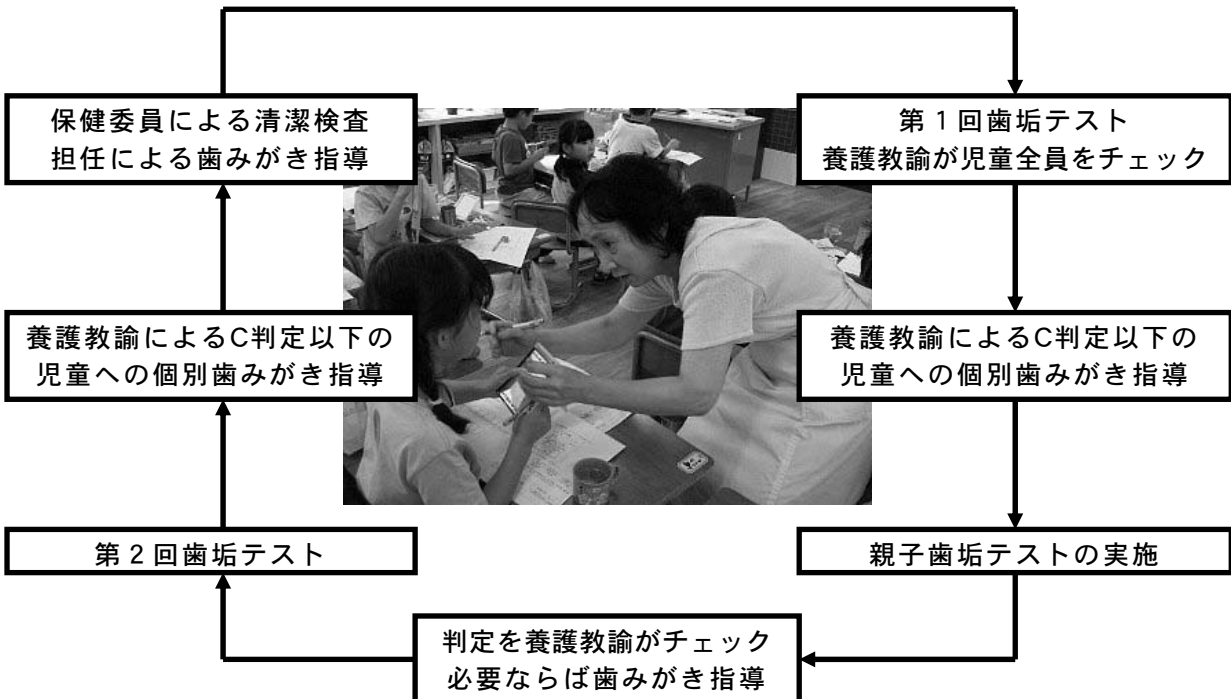 保健委員による清潔検査
担任による歯みがき指導
第１回歯垢テスト
養護教諭が児童全員をチェック
養護教諭によるC判定以下の
児童への個別歯みがき指導
養護教諭によるC判定以下の
児童への個別歯みがき指導
第２回歯垢テスト
親子歯垢テストの実施
判定を養護教諭がチェック
必要ならば歯みがき指導